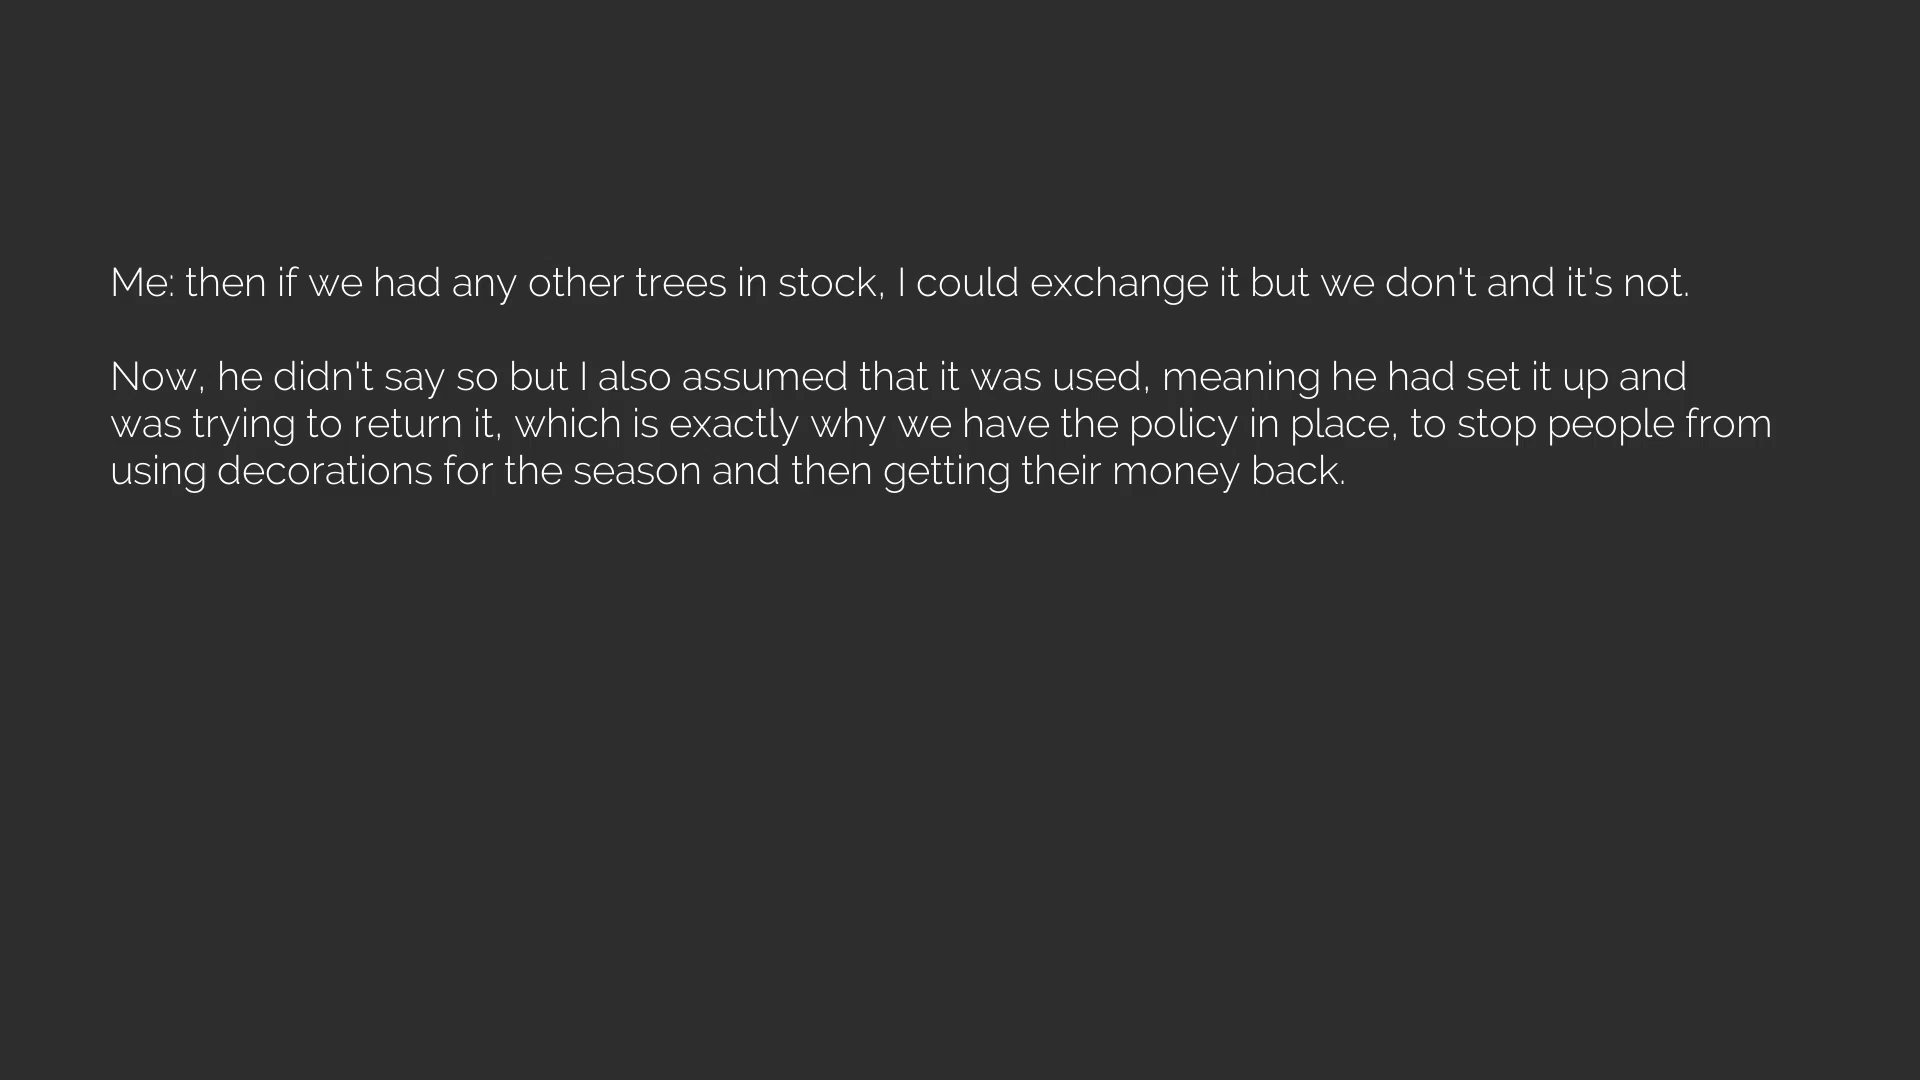 Me: then if we had any other trees in stock, I could exchange it but we don't and it's not.
Now, he didn't say so but I also assumed that it was used, meaning he had set it up and
was trying to return it, which is exactly why we have the policy in place, to stop people from
using decorations for the season and then getting their money back.